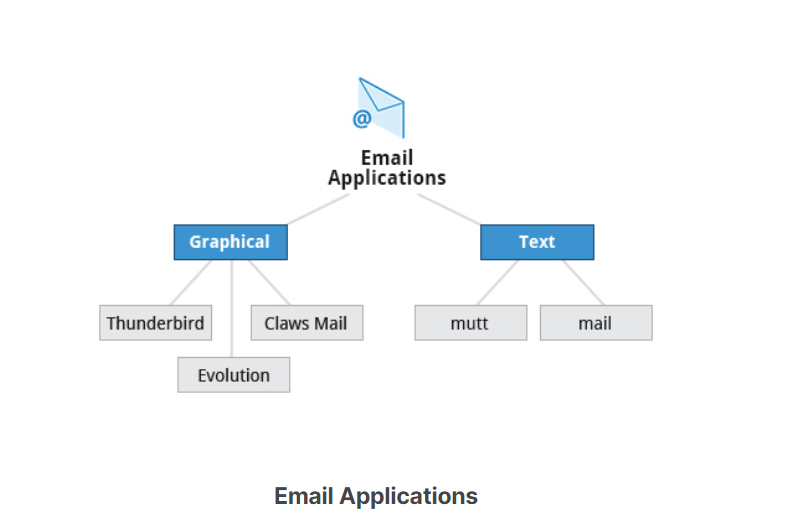 @
Email
Applications
Graphical
Text
Thunderbird
Claws Mail
mutt
mail
Evolution
Email Applications